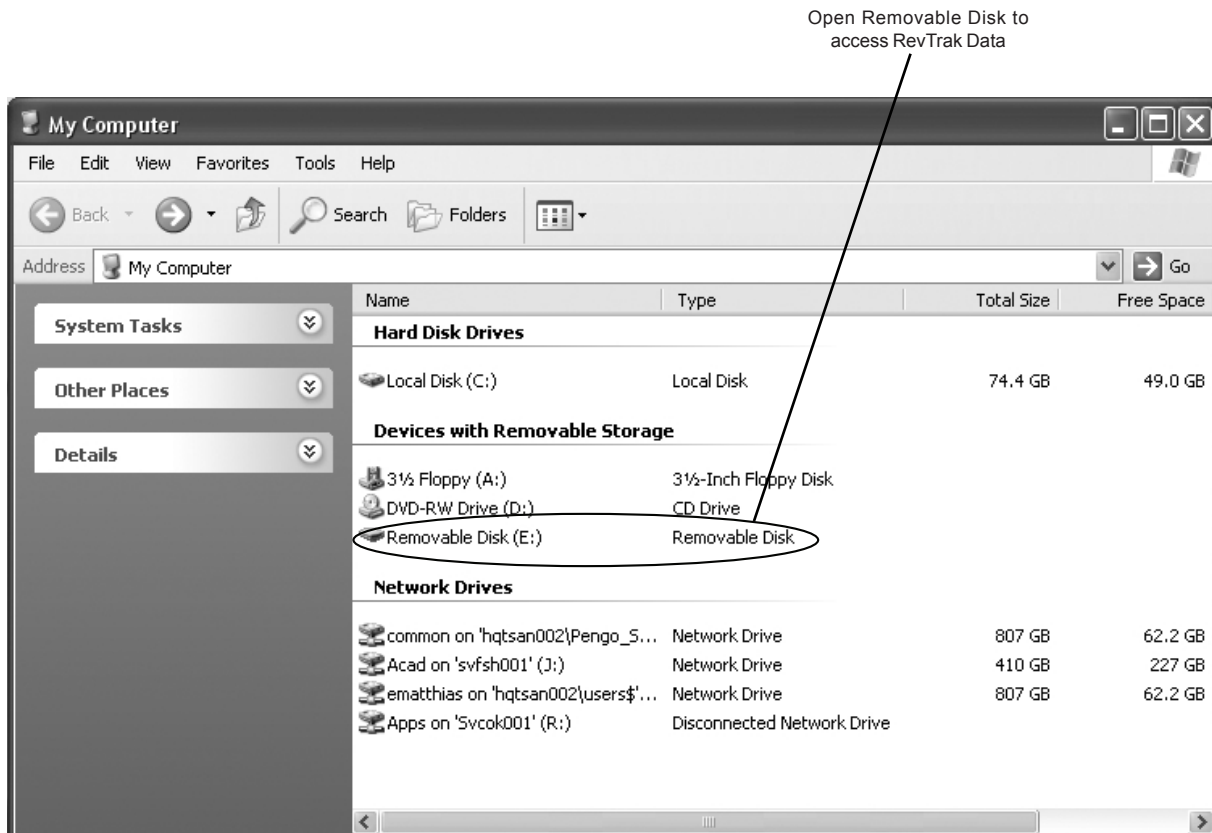 Open Removable Disk to
access RevTrak Data
My Computer
File Edit View Favorites Tools Help
Back Search Folders
Address My Computer Go
Name Type Total Size Free Space
System Tasks
Other Places
Details
Hard Disk Drives
Local Disk (C:) Local Disk 74.4 GB 49.0 GB
Devices with Removable Storage
3½ Floppy (A:) 3½-Inch Floppy Disk
DVD-RW Drive (D:) CD Drive
Removable Disk (E:) Removable Disk
Network Drives
common on 'hqtsan002\Pengo_S... Network Drive 807 GB 62.2 GB
Acad on 'svfsh001' (J:) Network Drive 410 GB 227 GB
ematthias on 'hqtsan002\users$'... Network Drive 807 GB 62.2 GB
Apps on 'Svcok001' (R:) Disconnected Network Drive